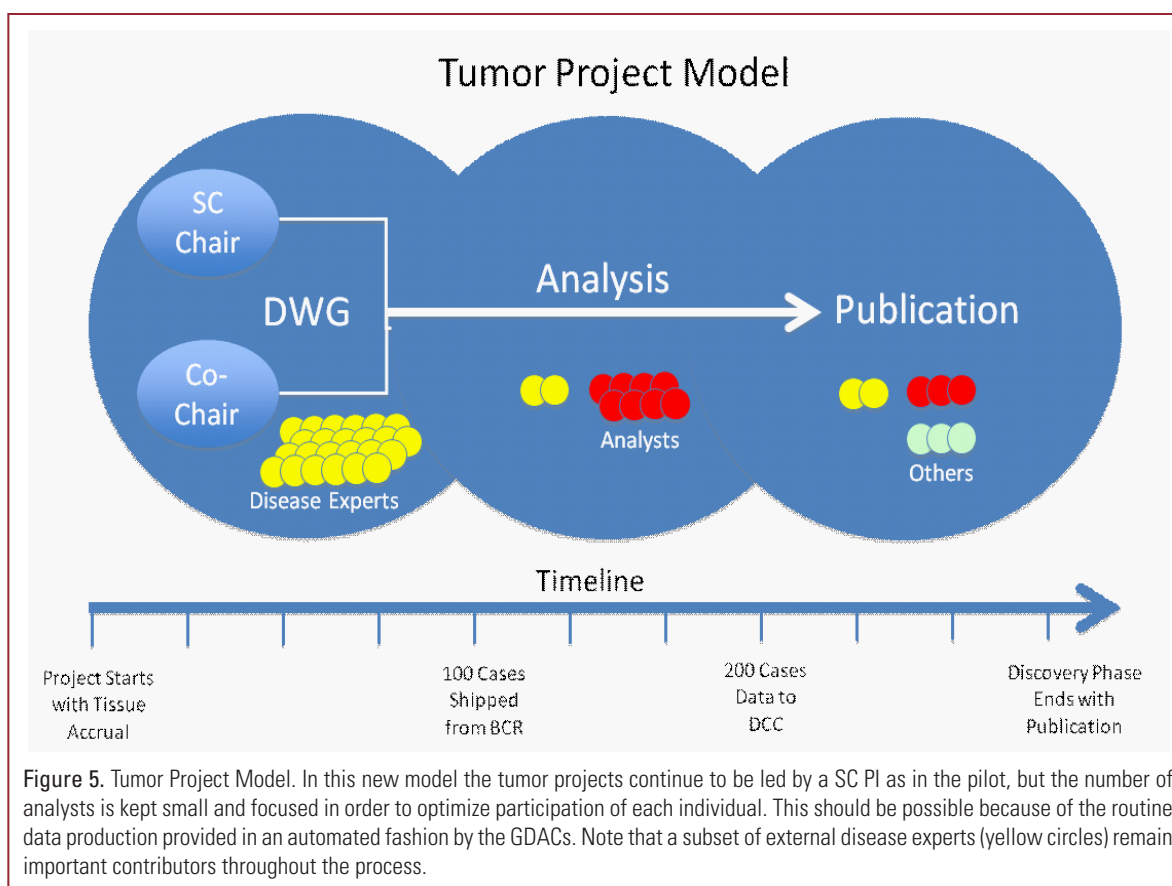 Tumor Project Model
SC
Chair
DWG
Co-
Chair
Disease Experts
Analysis
Analysts
Publication
Others
Timeline
Project Starts
with Tissue
Accrual
100 Cases
Shipped
from BCR
200 Cases
Data to
DCC
Discovery Phase
Ends with
Publication
Figure 5. Tumor Project Model. In this new model the tumor projects continue to be led by a SC PI as in the pilot, but the number of
analysts is kept small and focused in order to optimize participation of each individual. This should be possible because of the routine
data production provided in an automated fashion by the GDACs. Note that a subset of external disease experts (yellow circles) remain
important contributors throughout the process.